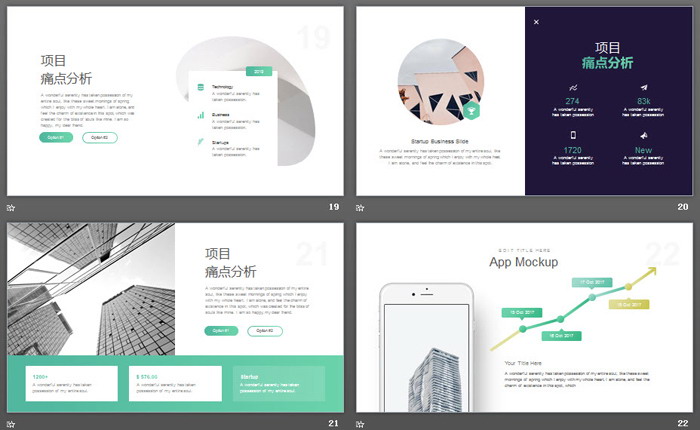 19
项目
痛点分析
A wonderful serenity has taken possession of my
entire soul, like these sweet mornings of spring
which I enjoy with my whole heart. I am alone,
and feel the charm of existence in this spot, which was
created for the bliss of souls like mine. I am so
happy, my dear friend.
Option 01
Option 02
2018
Technology
A wonderful serenity has
taken possession.
Business
A wonderful serenity has
taken possession.
Startups
A wonderful serenity has
taken possession.
19
项目
痛点分析
274
A wonderful serenity
has taken possession.
83k
A wonderful serenity
has taken possession.
1720
A wonderful serenity
has taken possession.
New
A wonderful serenity
has taken possession.
Startup Business Slide
A wonderful serenity has taken possession of my entire soul, like
these sweet mornings of spring which I enjoy with my whole heart.
I am alone, and feel the charm of existence in this spot.
20
21
项目
痛点分析
A wonderful serenity has taken possession of my entire
soul, like these sweet mornings of spring which I enjoy
with my whole heart. I am alone, and feel the charm of
existence in this spot, which was created for the bliss of
souls like mine. I am so happy, my dear friend.
Option 01
Option 02
1200+
A wonderful serenity has taken
possession of my entire soul.
A wonderful serenity has taken
possession of my entire soul.
Startup
A wonderful serenity has taken
possession of my entire soul.
21
22
EDIT TITLE HERE
App Mockup
17 Oct 2017
19 Oct 2017
Your Title Here
A wonderful serenity has taken possession of my entire soul, like these sweet
mornings of spring which I enjoy with my whole heart. I am alone, and feel the
charm of existence in this spot, which
22